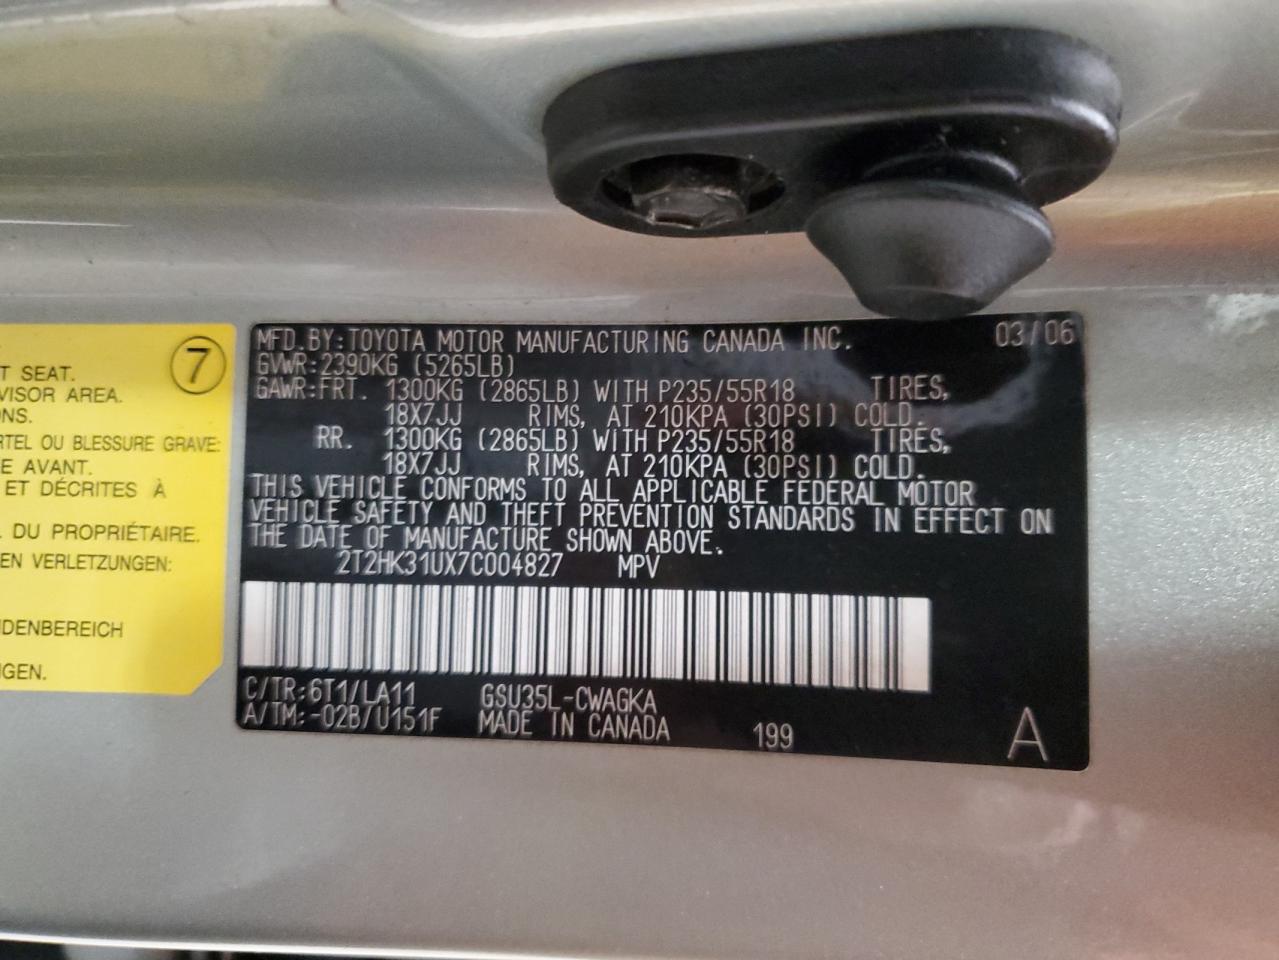 7
T SEAT.
VISOR AREA.
ONS.
RTEL OU BLESSURE GRAVE:
E AVANT.
ET DÉCRITES À
DU PROPRIÉTAIRE.
EN VERLETZUNGEN:
NDENBEREICH
GEN.
MFD.BY:TOYOTA MOTOR MANUFACTURING CANADA INC. 03/06
GVWR:2390KG (5265LB)
GAWR:FRT. 1300KG (2865LB) WITH P235/55R18 TIRES,
18X7JJ RIMS, AT 210KPA (30PSI) COLD.
RR. 1300KG (2865LB) WITH P235/55R18 TIRES,
18X7JJ RIMS, AT 210KPA (30PSI) COLD.
THIS VEHICLE CONFORMS TO ALL APPLICABLE FEDERAL MOTOR
VEHICLE SAFETY AND THEFT PREVENTION STANDARDS IN EFFECT ON
THE DATE OF MANUFACTURE SHOWN ABOVE.
2T2HK31UX7C004827 MPV
C/TR:6T1/LA11 GSU35L-CWAGKA
A/TM:-02B/U151F MADE IN CANADA 199 A